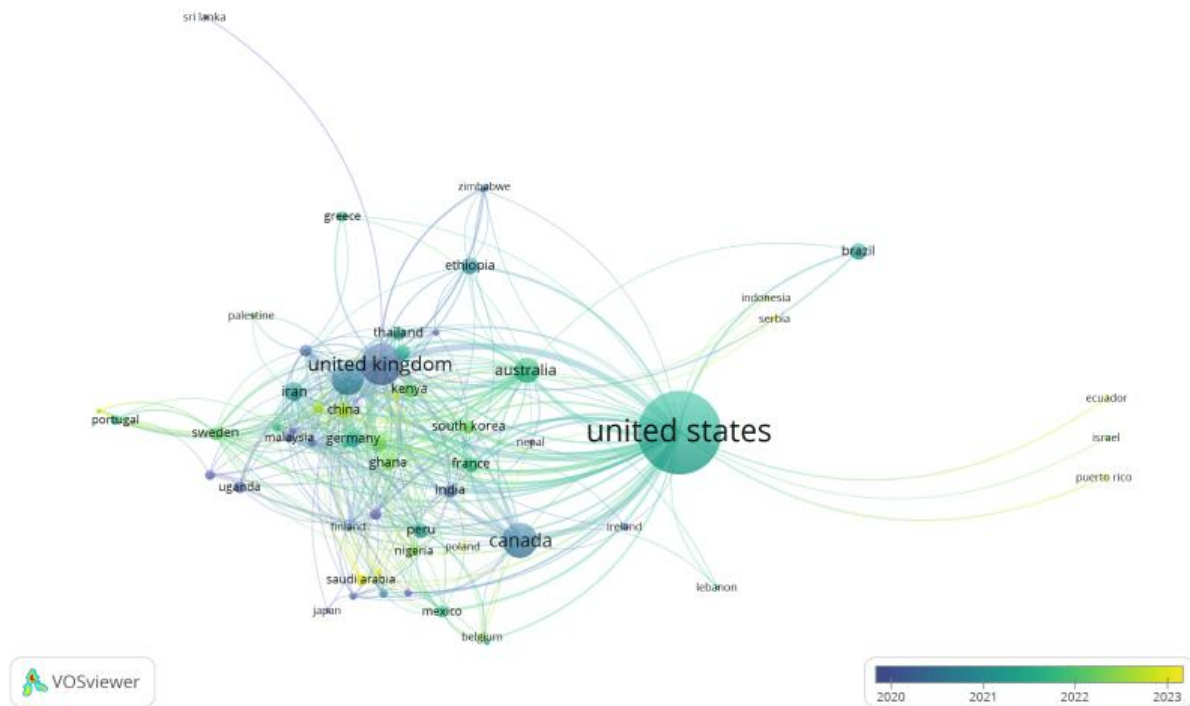 sri lanka
zimbabwe
greece
brazil
ethiopia
indonesia
palestine
serbia
thailand
united kingdom
australia
iran
kenya
ecuador
china
portugal
sweden
south korea
united states
malaysia
germany
nepal
israel
ghana
france
puerto rico
uganda
india
finland
peru
ireland
canada
nigeria
poland
saudi arabia
lebanon
japan
mexico
belgium
VOSviewer
2020 2021 2022 2023